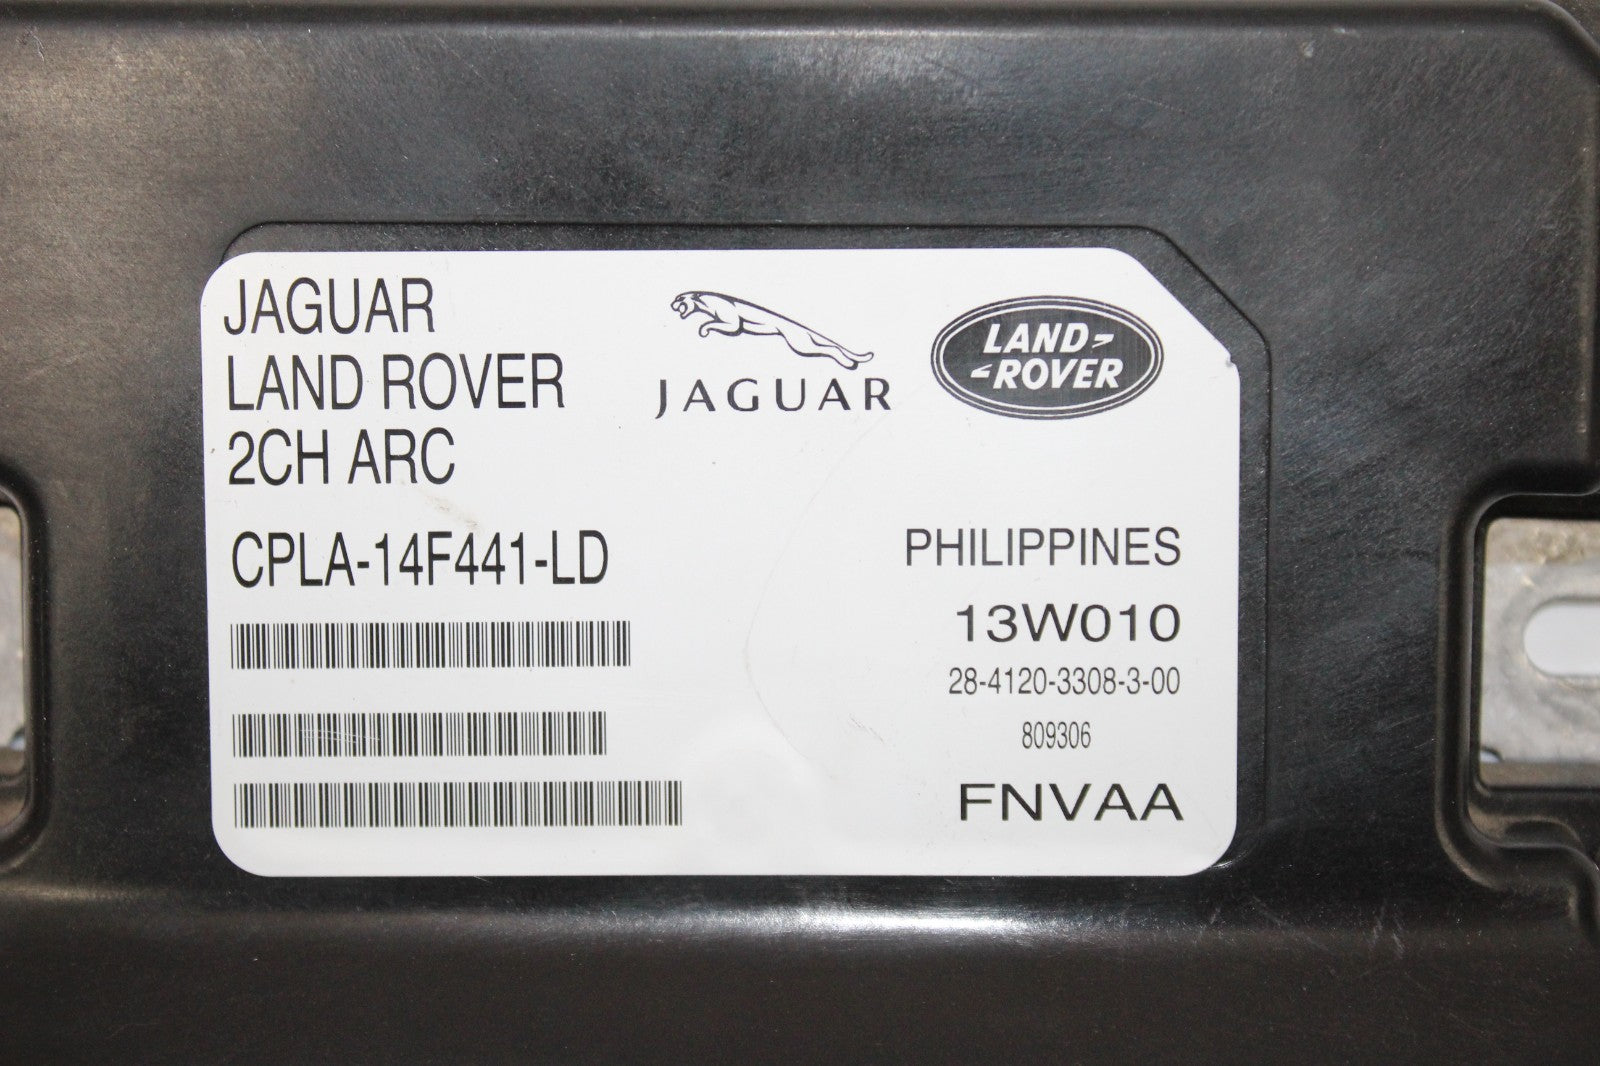 JAGUAR
LAND ROVER
2CH ARC
CPLA-14F441-LD
JAGUAR
LAND
ROVER
PHILIPPINES
13W010
28-4120-3308-3-00
809306
FNVAA